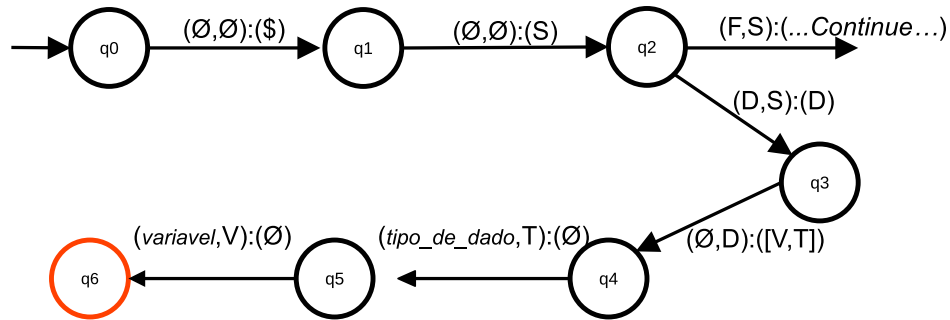 (Ø,Ø):($)
(Ø,Ø):(S)
(F,S):(...Continue...)
q0
q1
q2
(D,S):(D)
q3
(variavel,V):(Ø)
(tipo_de_dado,T):(Ø)
(Ø,D):([V,T])
q6
q5
q4